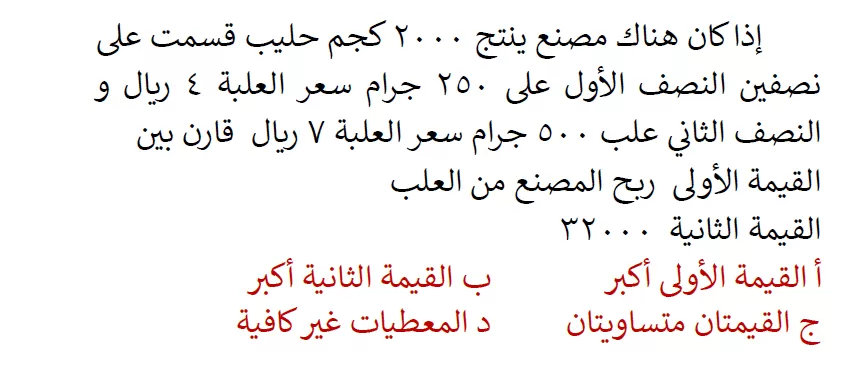 إذا كان هناك مصنع ينتج ٢٠٠٠ كجم حليب قسمت على
نصفين النصف الأول على ٢٥٠ جرام سعر العلبة ٤ ريال و
النصف الثاني علب ٥٠٠ جرام سعر العلبة ٧ ريال قارن بين
القيمة الأولى ربح المصنع من العلب
القيمة الثانية ٣٢٠٠٠
أ القيمة الأولى أكبر ب القيمة الثانية أكبر
ج القيمتان متساويتان د المعطيات غير كافية